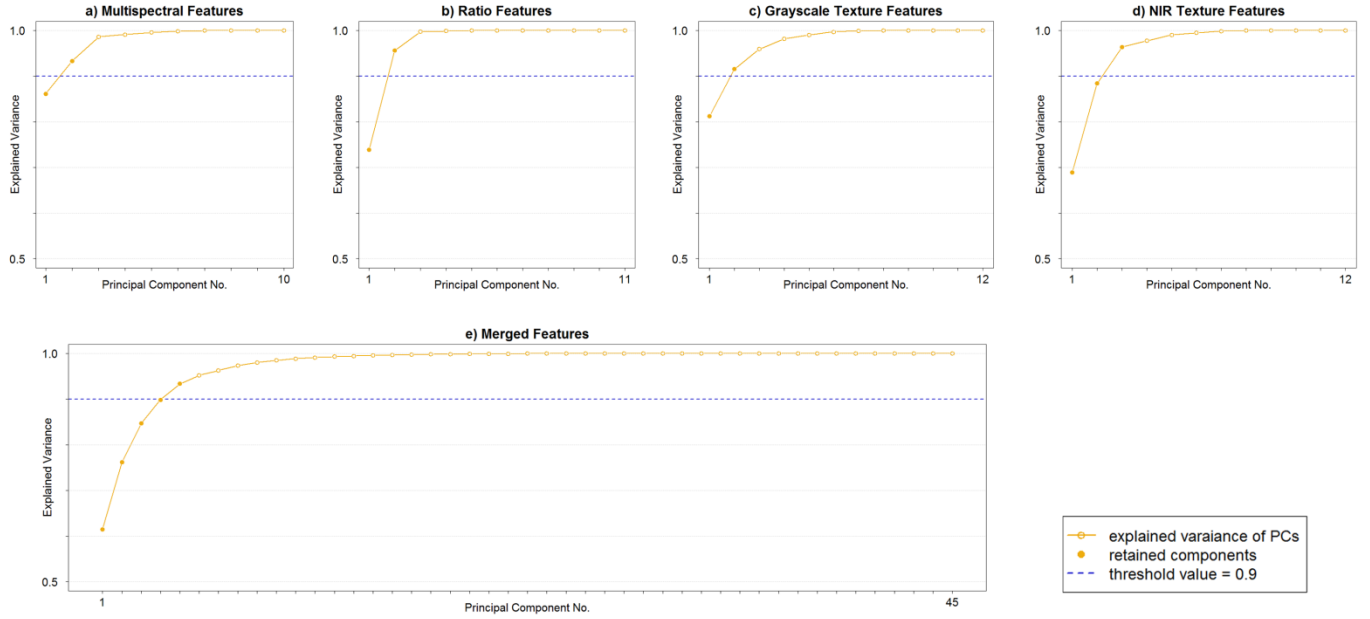 a) Multispectral Features
1.0
0.5
Explained Variance
1
10
Principal Component No.
b) Ratio Features
1.0
0.5
Explained Variance
1
11
Principal Component No.
c) Grayscale Texture Features
1.0
0.5
Explained Variance
1
12
Principal Component No.
d) NIR Texture Features
1.0
0.5
Explained Variance
1
12
Principal Component No.
e) Merged Features
1.0
0.5
Explained Variance
1
45
Principal Component No.
explained varaiance of PCs
retained components
threshold value = 0.9